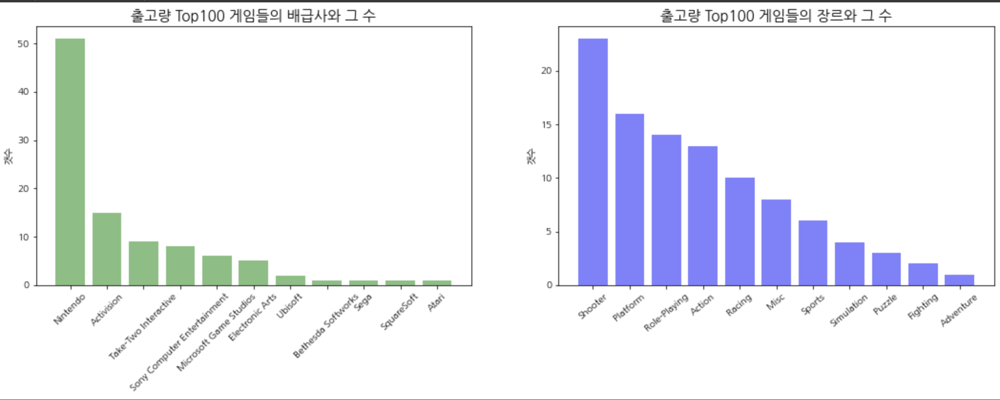 출고량 Top100 게임들의 배급사와 그 수
갯수
50
40
30
20
10
0
Nintendo
Activision
Take-Two Interactive
Sony Computer Entertainment
Microsoft Game Studios
Electronic Arts
Ubisoft
Bethesda Softworks
Sega
SquareSoft
Atari
출고량 Top100 게임들의 장르와 그 수
갯수
20
15
10
5
0
Shooter
Platform
Role-Playing
Action
Racing
Misc
Sports
Simulation
Puzzle
Fighting
Adventure